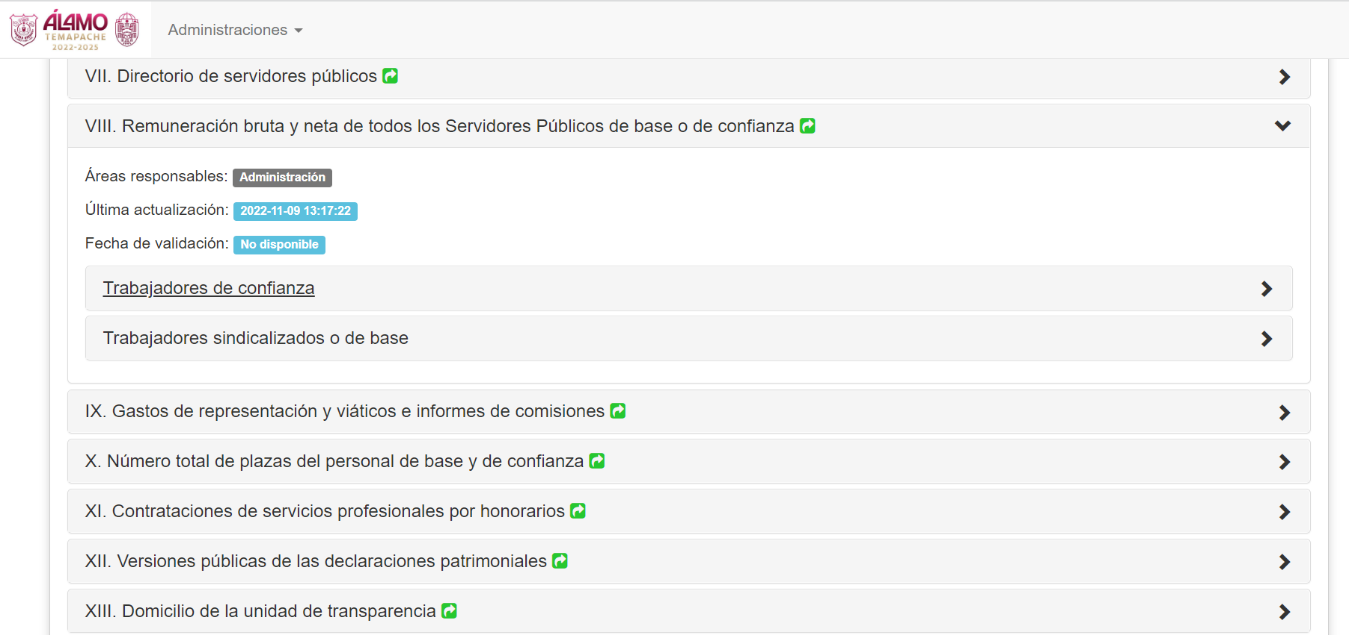 ÁLAMO
TEMAPACHE
2022-2025
Administraciones
VII. Directorio de servidores públicos
VIII. Remuneración bruta y neta de todos los Servidores Públicos de base o de confianza
Áreas responsables: Administración
Última actualización: 2022-11-09 13:17:22
Fecha de validación: No disponible
Trabajadores de confianza
Trabajadores sindicalizados o de base
IX. Gastos de representación y viáticos e informes de comisiones
X. Número total de plazas del personal de base y de confianza
XI. Contrataciones de servicios profesionales por honorarios
XII. Versiones públicas de las declaraciones patrimoniales
XIII. Domicilio de la unidad de transparencia